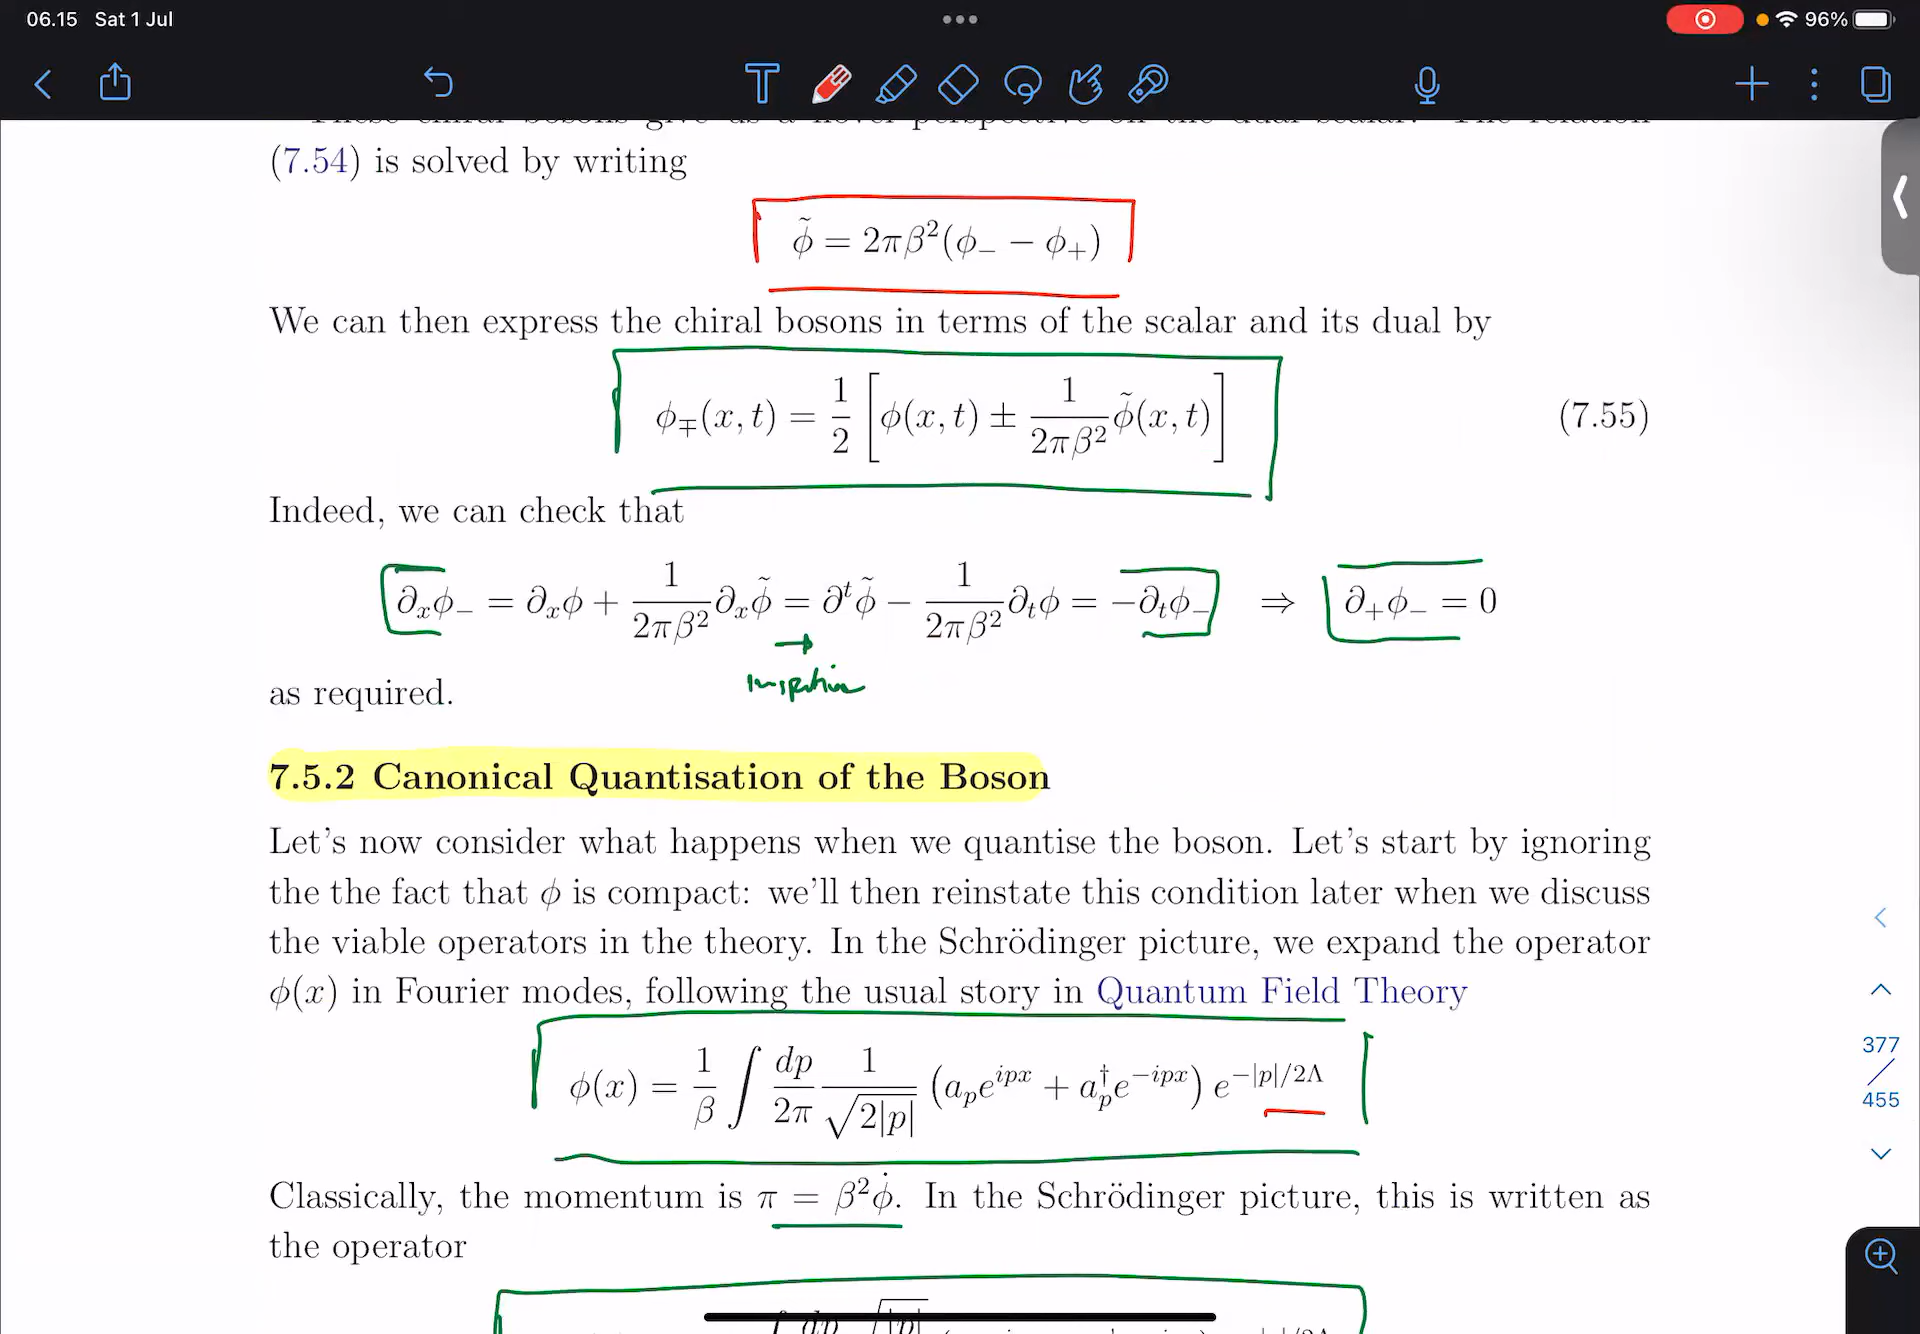 06.15 Sat 1 Jul
96%
(7.54) is solved by writing
ϕ̃ = 2πβ²(ϕ₋ − ϕ₊)
We can then express the chiral bosons in terms of the scalar and its dual by
ϕ∓(x, t) = 1/2 [ϕ(x, t) ± 1/(2πβ²) ϕ̃(x, t)] (7.55)
Indeed, we can check that
∂ₓϕ₋ = ∂ₓϕ + 1/(2πβ²) ∂ₓϕ̃ = ∂ᵗϕ̃ − 1/(2πβ²) ∂ₜϕ = −∂ₜϕ₋ ⇒ ∂₊ϕ₋ = 0
as required.
7.5.2 Canonical Quantisation of the Boson
Let's now consider what happens when we quantise the boson. Let's start by ignoring
the the fact that ϕ is compact: we'll then reinstate this condition later when we discuss
the viable operators in the theory. In the Schrödinger picture, we expand the operator
ϕ(x) in Fourier modes, following the usual story in Quantum Field Theory
ϕ(x) = 1/β ∫ dp/2π 1/√(2|p|) (aₚe^{ipx} + aₚ†e^{−ipx}) e^{−|p|/2Λ}
Classically, the momentum is π = β²ϕ̇. In the Schrödinger picture, this is written as
the operator
377
/
455